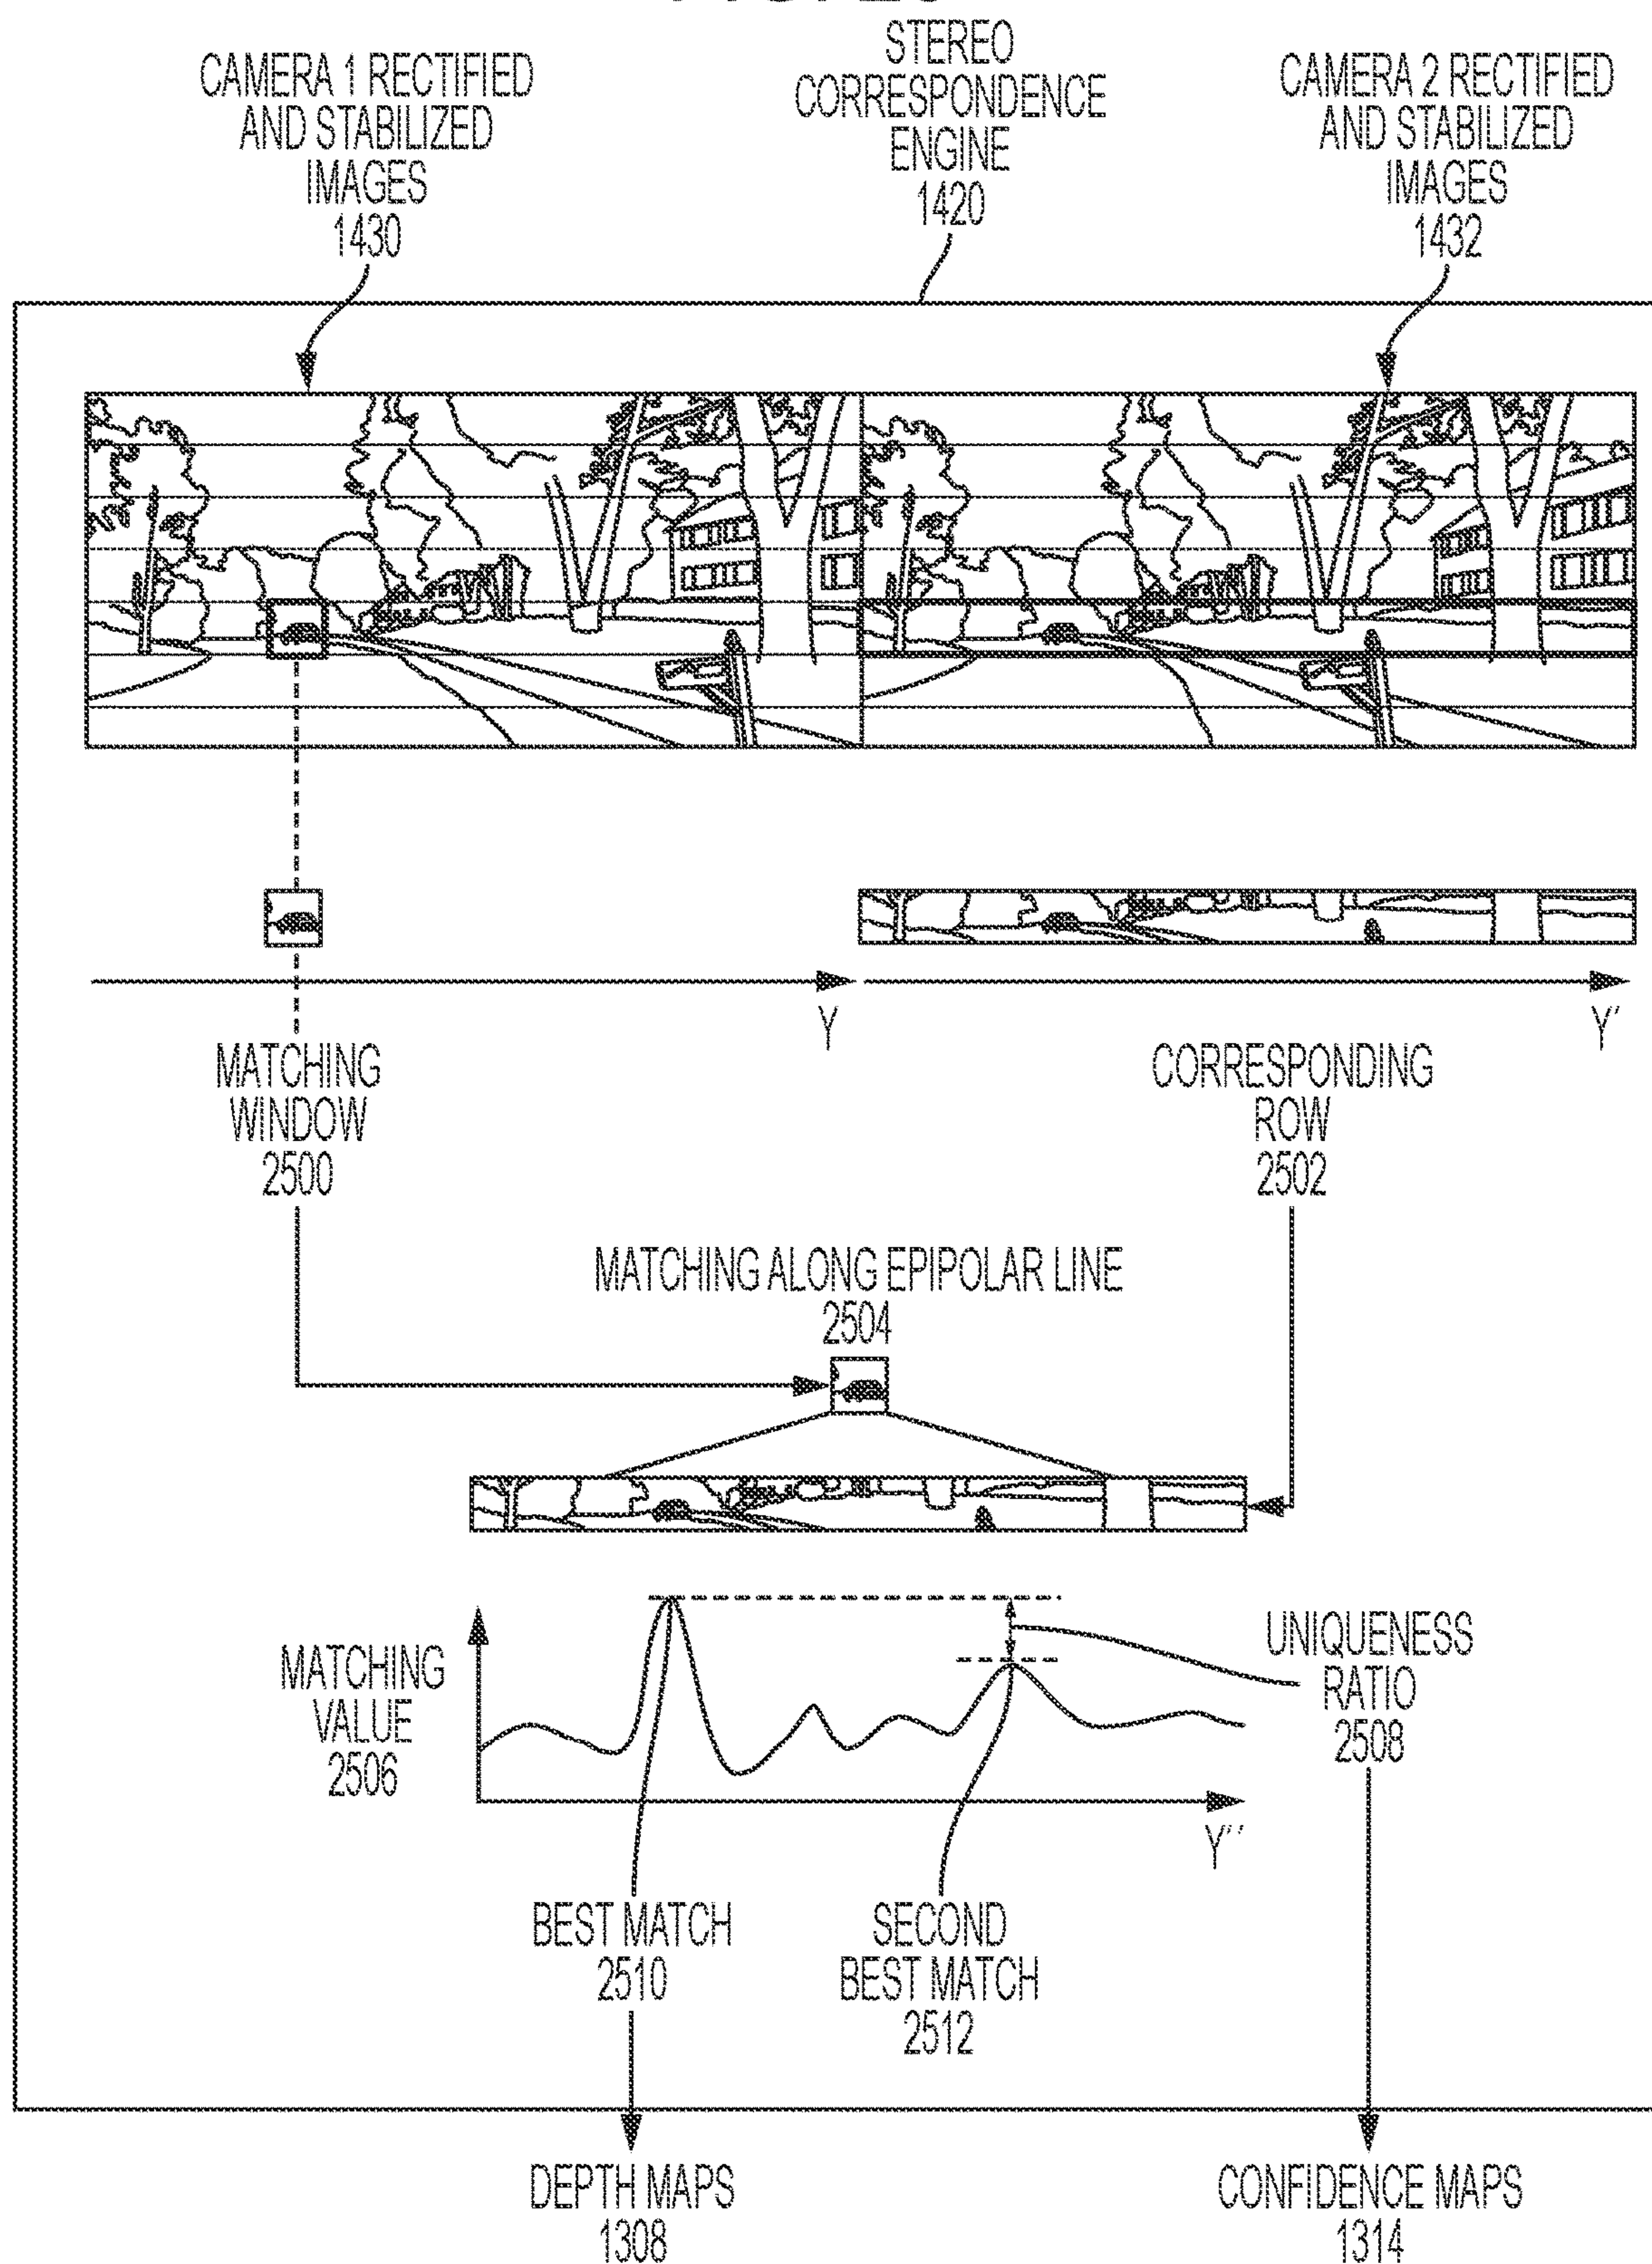 CAMERA 1 RECTIFIED
AND STABILIZED
IMAGES
1430
STEREO
CORRESPONDENCE
ENGINE
1420
CAMERA 2 RECTIFIED
AND STABILIZED
IMAGES
1432
Y
Y′
MATCHING
WINDOW
2500
CORRESPONDING
ROW
2502
MATCHING ALONG EPIPOLAR LINE
2504
MATCHING
VALUE
2506
UNIQUENESS
RATIO
2508
Y′′
BEST MATCH
2510
SECOND
BEST MATCH
2512
DEPTH MAPS
1308
CONFIDENCE MAPS
1314